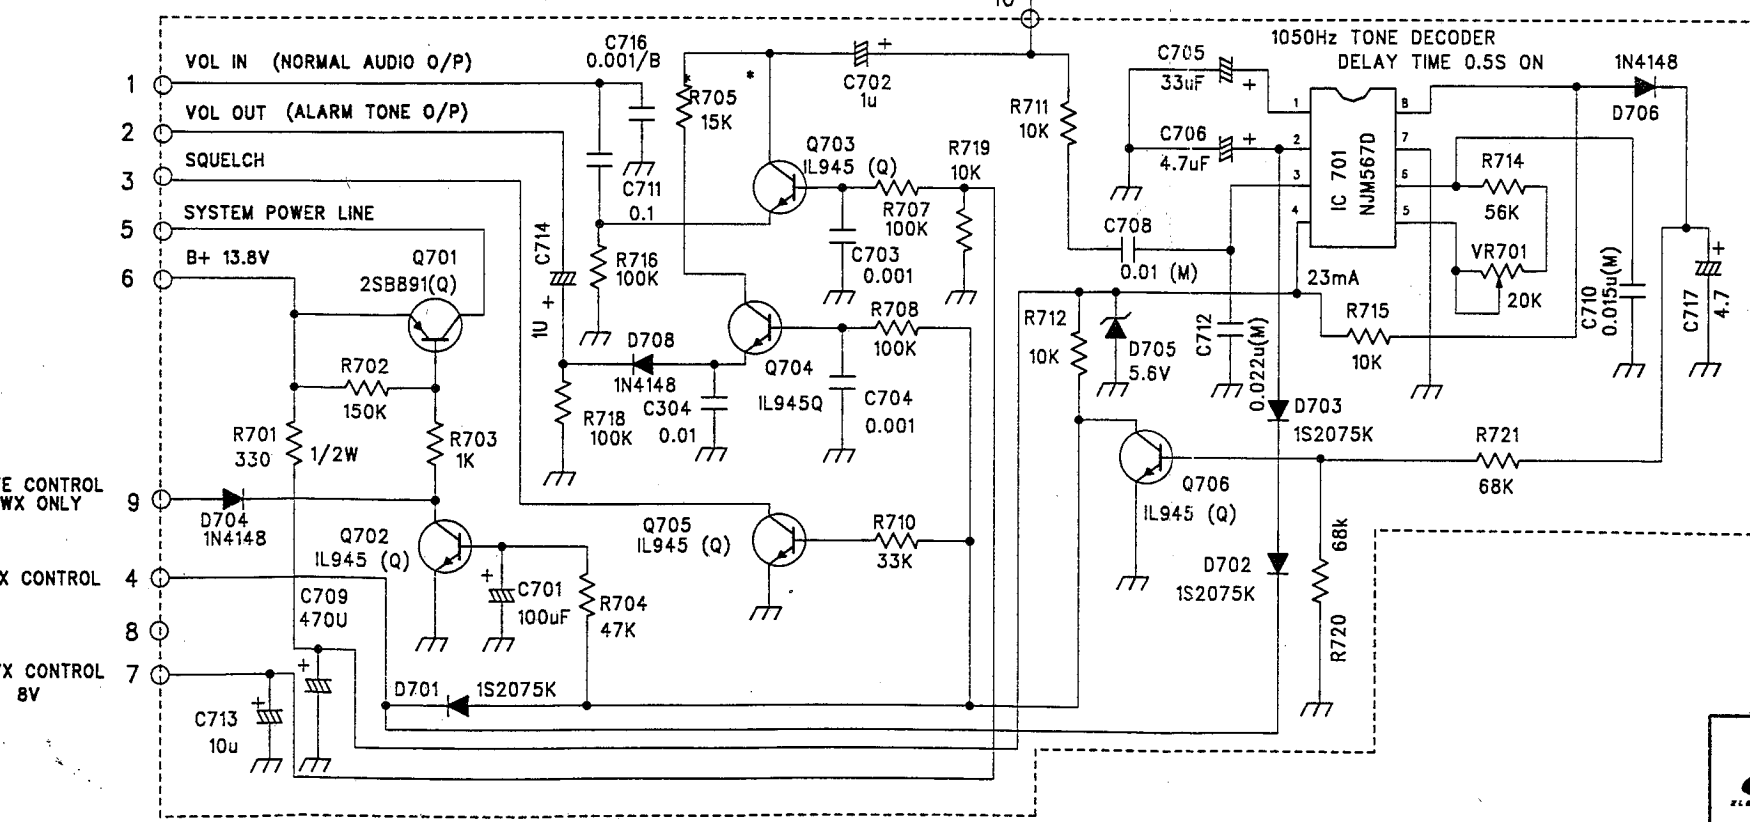 10
VOL IN (NORMAL AUDIO O/P)
1
VOL OUT (ALARM TONE O/P)
2
SQUELCH
3
SYSTEM POWER LINE
5
B+ 13.8V
6
C716
0.001/B
C711
0.1
R716
100K
C714
1U +
Q701
2SB891(Q)
R702
150K
R701
330
1/2W
R703
1K
E CONTROL
WX ONLY
9
D704
1N4148
Q702
IL945 (Q)
X CONTROL
4
8
X CONTROL
7
8V
C709
470U
+
C713
10u
+
C701
100uF
+
R704
47K
D701
1S2075K
*
R705
15K
*
C702
1u
+
Q703
IL945 (Q)
R707
100K
C703
0.001
R719
10K
D708
1N4148
R718
100K
C304
0.01
Q704
IL945Q
R708
100K
C704
0.001
Q705
IL945 (Q)
R710
33K
1050Hz TONE DECODER
DELAY TIME 0.5S ON
C705
33uF
+
C706
4.7uF
+
R711
10K
C708
0.01 (M)
1
2
3
4
8
7
6
5
IC 701
NJM567D
1N4148
D706
R714
56K
VR701
20K
C710
0.015u(M)
C717
4.7
+
23mA
R715
10K
R712
10K
D705
5.6V
C712
0.022u(M)
D703
1S2075K
Q706
IL945 (Q)
R721
68K
D702
1S2075K
68k
R720